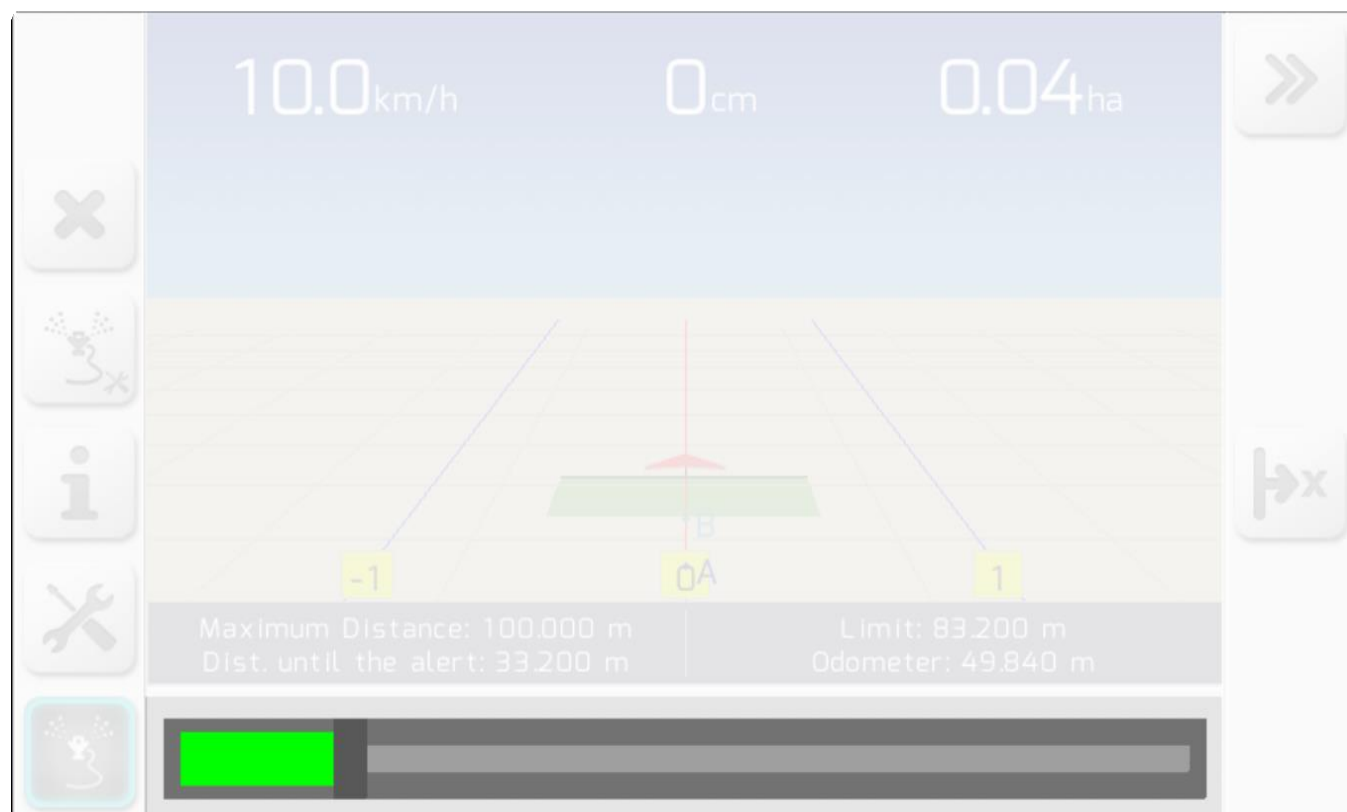 10.0km/h 0cm 0.04ha
x
B
-1 0A 1
Maximum Distance: 100.000 m Limit: 83.200 m
Dist. until the alert: 33.200 m Odometer: 49.840 m